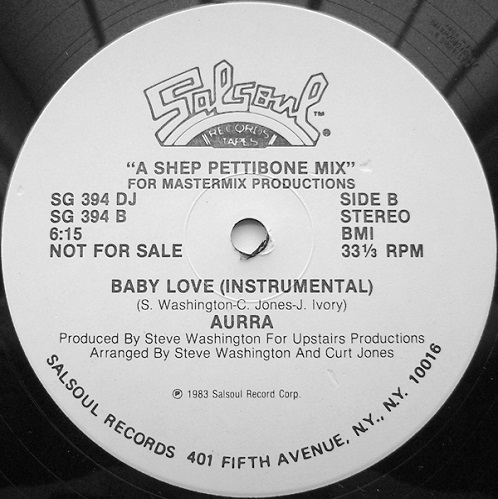 Salsoul TM
RECORDS
TAPES
®
"A SHEP PETTIBONE MIX"
FOR MASTERMIX PRODUCTIONS
SG 394 DJ
SG 394 B
6:15
NOT FOR SALE
SIDE B
STEREO
BMI
33⅓ RPM
BABY LOVE (INSTRUMENTAL)
(S. Washington-C. Jones-J. Ivory)
AURRA
Produced By Steve Washington For Upstairs Productions
Arranged By Steve Washington And Curt Jones
℗ 1983 Salsoul Record Corp.
SALSOUL RECORDS 401 FIFTH AVENUE, N.Y., N.Y. 10016